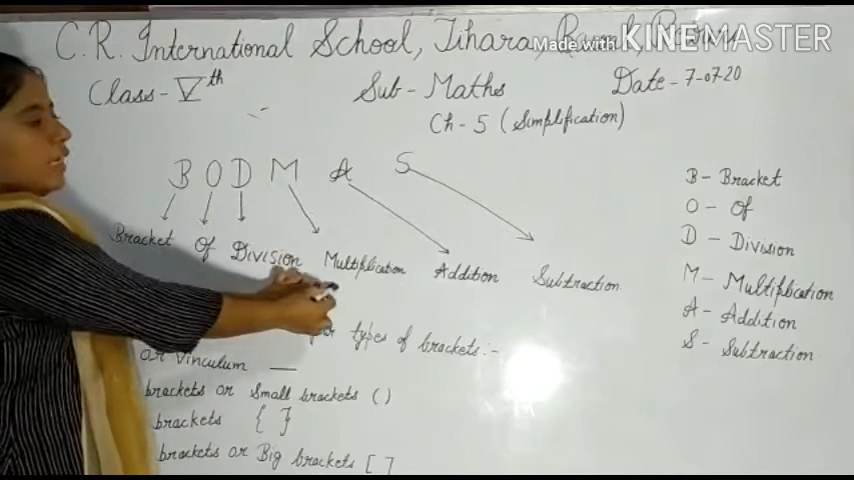 C.R. International School, Tihara,
Made with KINEMASTER
Class - Vth Sub - Maths Date - 7-07-20
Ch - 5 (Simplification)
B O D M A S
Bracket Of Division Multiplication Addition Subtraction
B - Bracket
O - Of
D - Division
M - Multiplication
A - Addition
S - Subtraction
types of brackets :-
or Vinculum __
brackets or Small brackets ( )
brackets { }
brackets or Big brackets [ ]